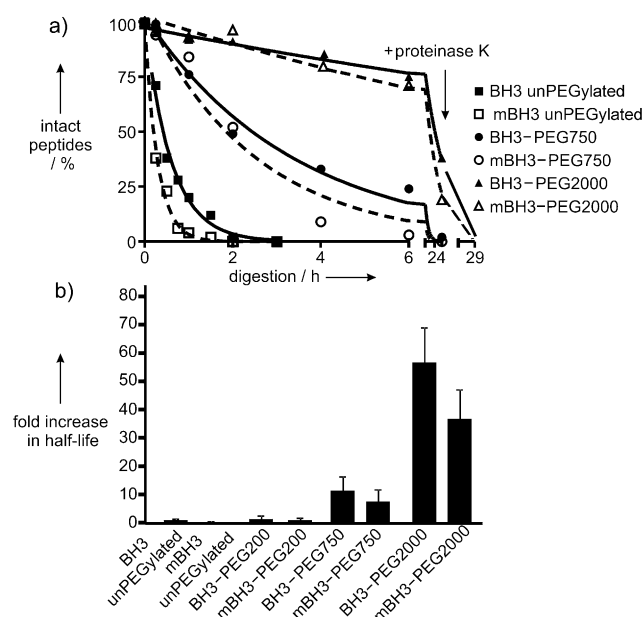 a)
100
75
50
25
0
intact
peptides
/ %
+proteinase K
BH3 unPEGylated
mBH3 unPEGylated
BH3–PEG750
mBH3–PEG750
BH3–PEG2000
mBH3–PEG2000
0 2 4 6 24 29
digestion / h
b)
80
70
60
50
40
30
20
10
0
fold increase
in half-life
BH3
unPEGylated
mBH3
unPEGylated
BH3–PEG200
mBH3–PEG200
BH3–PEG750
mBH3–PEG750
BH3–PEG2000
mBH3–PEG2000